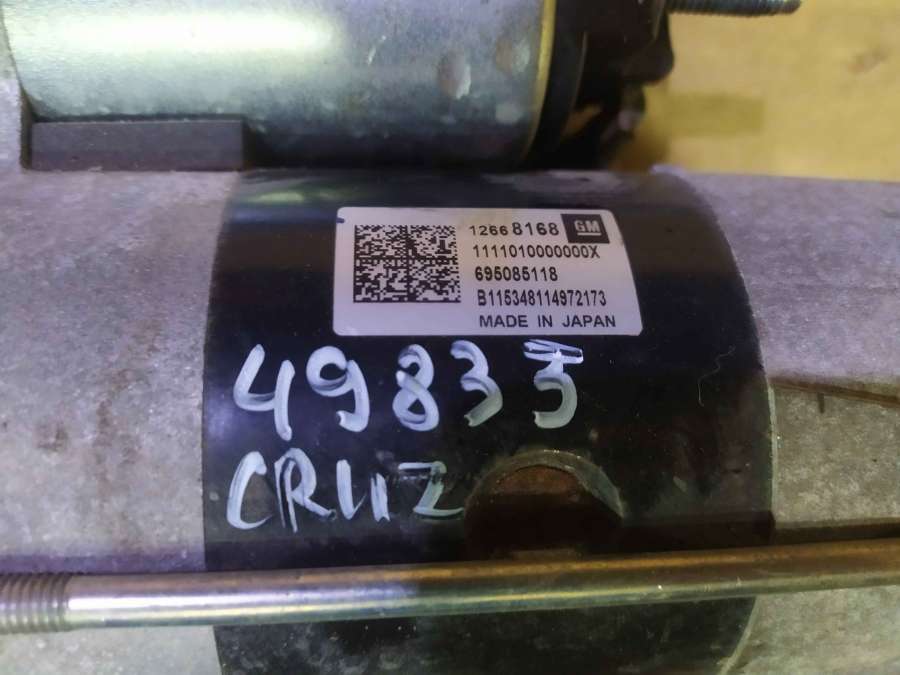 12668168 GM
1111010000000X
695085118
B115348114972173
MADE IN JAPAN
49835
CRUZ